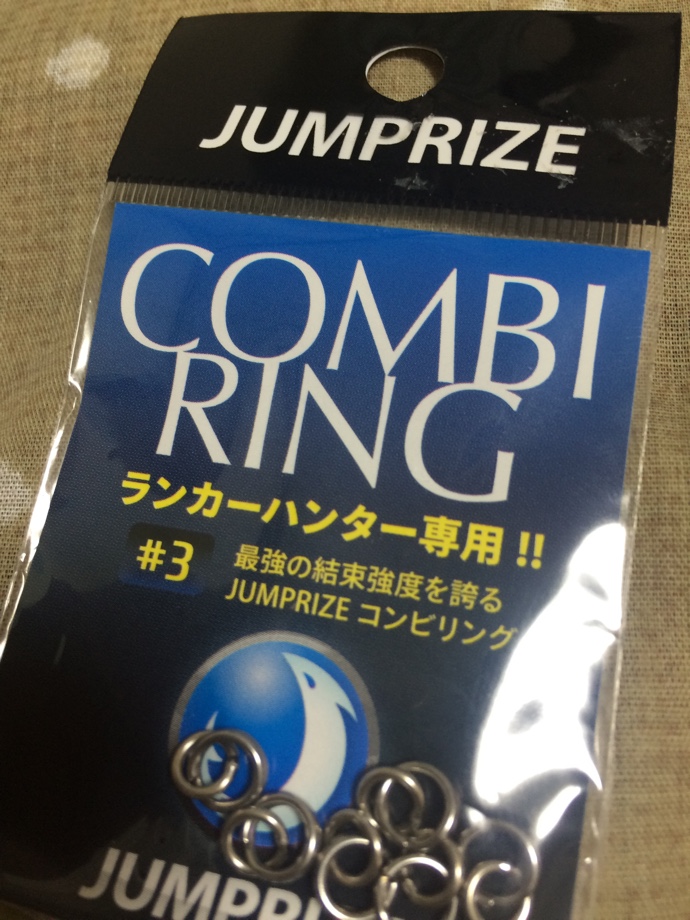 JUMPRIZE
COMBI
RING
ランカーハンター専用!!
#3
最強の結束強度を誇る
JUMPRIZE コンビリング